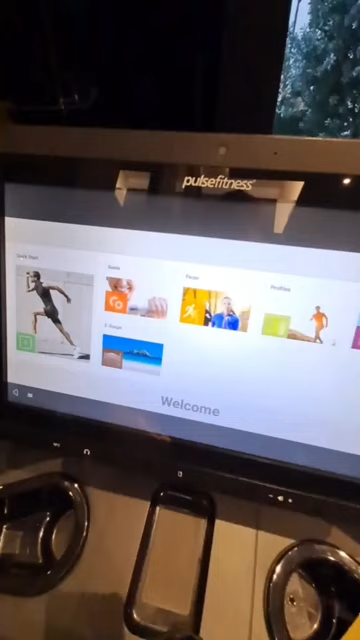 pulsefitness
Quick Start
Goals
Pacer
Profiles
Welcome